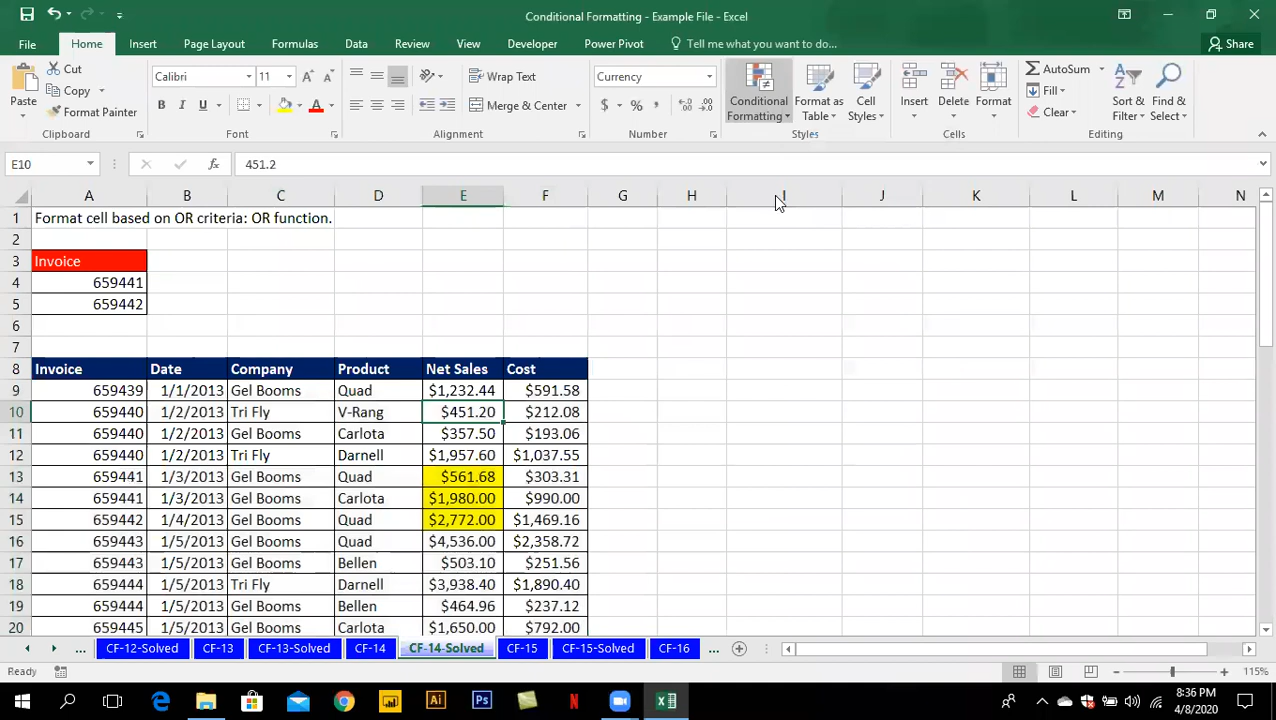 Conditional Formatting - Example File - Excel
File Home Insert Page Layout Formulas Data Review View Developer Power Pivot Tell me what you want to do... Share
Paste Cut Copy Format Painter Clipboard
Calibri 11 B I U A Font
Wrap Text Merge & Center Alignment
Currency $ % , Number
Conditional Formatting Format as Table Cell Styles Styles
Insert Delete Format Cells
AutoSum Fill Clear Sort & Filter Find & Select Editing
E10 fx 451.2
A B C D E F G H I J K L M N
1 Format cell based on OR criteria: OR function.
2
3 Invoice
4 659441
5 659442
6
7
8 Invoice Date Company Product Net Sales Cost
9 659439 1/1/2013 Gel Booms Quad $1,232.44 $591.58
10 659440 1/2/2013 Tri Fly V-Rang $451.20 $212.08
11 659440 1/2/2013 Gel Booms Carlota $357.50 $193.06
12 659440 1/2/2013 Tri Fly Darnell $1,957.60 $1,037.55
13 659441 1/3/2013 Gel Booms Quad $561.68 $303.31
14 659441 1/3/2013 Gel Booms Carlota $1,980.00 $990.00
15 659442 1/4/2013 Gel Booms Quad $2,772.00 $1,469.16
16 659443 1/5/2013 Gel Booms Quad $4,536.00 $2,358.72
17 659443 1/5/2013 Gel Booms Bellen $503.10 $251.56
18 659444 1/5/2013 Tri Fly Darnell $3,938.40 $1,890.40
19 659444 1/5/2013 Gel Booms Bellen $464.96 $237.12
20 659445 1/5/2013 Gel Booms Carlota $1,650.00 $792.00
... CF-12-Solved CF-13 CF-13-Solved CF-14 CF-14-Solved CF-15 CF-15-Solved CF-16 ...
Ready 115%
Ai Ps N 8:36 PM
4/8/2020